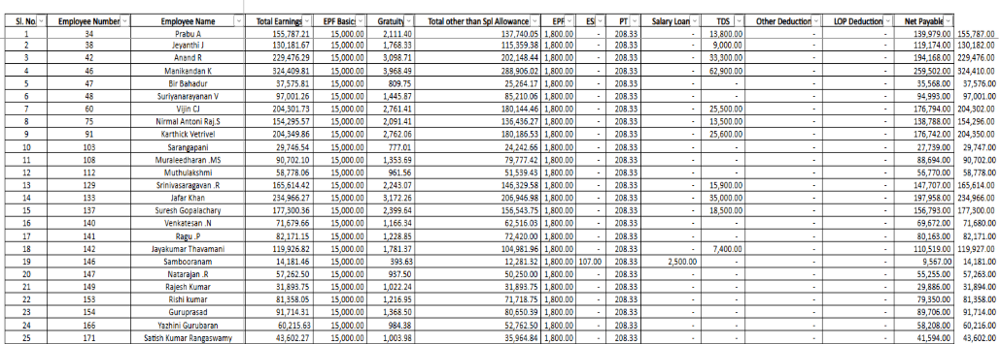 Sl. No. Employee Number Employee Name Total Earning EPF Basic Gratuity Total other than Spl Allowance EPF ESI PT Salary Loan TDS Other Deduction LOP Deduction Net Payable
1 34 Prabu A 155,787.21 15,000.00 2,111.40 137,740.05 1,800.00 - 208.33 - 13,800.00 - - 139,979.00 155,787.00
2 38 Jeyanthi J 130,181.67 15,000.00 1,768.33 115,359.38 1,800.00 - 208.33 - 9,000.00 - - 119,174.00 130,182.00
3 42 Anand R 229,476.29 15,000.00 3,098.71 202,148.44 1,800.00 - 208.33 - 33,300.00 - - 194,168.00 229,476.00
4 46 Manikandan K 324,409.81 15,000.00 3,968.49 288,906.02 1,800.00 - 208.33 - 62,900.00 - - 259,502.00 324,410.00
5 47 Bir Bahadur 37,575.81 15,000.00 809.75 25,264.17 1,800.00 - 208.33 - - - - 35,568.00 37,576.00
6 48 Suriyanarayanan V 97,001.26 15,000.00 1,445.87 85,210.06 1,800.00 - 208.33 - - - - 94,993.00 97,001.00
7 60 Vijin CJ 204,301.73 15,000.00 2,761.41 180,144.46 1,800.00 - 208.33 - 25,500.00 - - 176,794.00 204,302.00
8 75 Nirmal Antoni Raj.S 154,295.57 15,000.00 2,091.41 136,436.27 1,800.00 - 208.33 - 13,500.00 - - 138,788.00 154,296.00
9 91 Karthick Vetrivel 204,349.86 15,000.00 2,762.06 180,186.53 1,800.00 - 208.33 - 25,600.00 - - 176,742.00 204,350.00
10 103 Sarangapani 29,746.54 15,000.00 777.01 24,242.66 1,800.00 - 208.33 - - - - 27,739.00 29,747.00
11 108 Muraleedharan .MS 90,702.10 15,000.00 1,353.69 79,777.42 1,800.00 - 208.33 - - - - 88,694.00 90,702.00
12 112 Muthulakshmi 58,778.06 15,000.00 961.56 51,539.43 1,800.00 - 208.33 - - - - 56,770.00 58,778.00
13 129 Srinivasaragavan .R 165,614.42 15,000.00 2,243.07 146,329.58 1,800.00 - 208.33 - 15,900.00 - - 147,707.00 165,614.00
14 133 Jafar Khan 234,966.27 15,000.00 3,172.26 206,946.98 1,800.00 - 208.33 - 35,000.00 - - 197,958.00 234,966.00
15 137 Suresh Gopalachary 177,300.36 15,000.00 2,399.64 156,543.75 1,800.00 - 208.33 - 18,500.00 - - 156,793.00 177,300.00
16 140 Venkatesan .N 71,679.66 15,000.00 1,166.34 62,516.03 1,800.00 - 208.33 - - - - 69,672.00 71,680.00
17 141 Ragu .P 82,171.15 15,000.00 1,228.85 72,420.00 1,800.00 - 208.33 - - - - 80,163.00 82,171.00
18 142 Jayakumar Thavamani 119,926.82 15,000.00 1,781.37 104,981.96 1,800.00 - 208.33 - 7,400.00 - - 110,519.00 119,927.00
19 146 Sambooranam 14,181.46 15,000.00 393.63 12,281.32 1,800.00 107.00 208.33 2,500.00 - - - 9,567.00 14,181.00
20 147 Natarajan .R 57,262.50 15,000.00 937.50 50,250.00 1,800.00 - 208.33 - - - - 55,255.00 57,263.00
21 149 Rajesh Kumar 31,893.75 15,000.00 1,022.24 31,893.75 1,800.00 - 208.33 - - - - 29,886.00 31,894.00
22 153 Rishi kumar 81,358.05 15,000.00 1,216.95 71,718.75 1,800.00 - 208.33 - - - - 79,350.00 81,358.00
23 154 Guruprasad 91,714.31 15,000.00 1,368.50 80,650.39 1,800.00 - 208.33 - - - - 89,706.00 91,714.00
24 166 Yazhini Gurubaran 60,215.63 15,000.00 984.38 52,762.50 1,800.00 - 208.33 - - - - 58,208.00 60,216.00
25 171 Satish Kumar Rangaswamy 43,602.27 15,000.00 1,003.98 35,964.84 1,800.00 - 208.33 - - - - 41,594.00 43,602.00